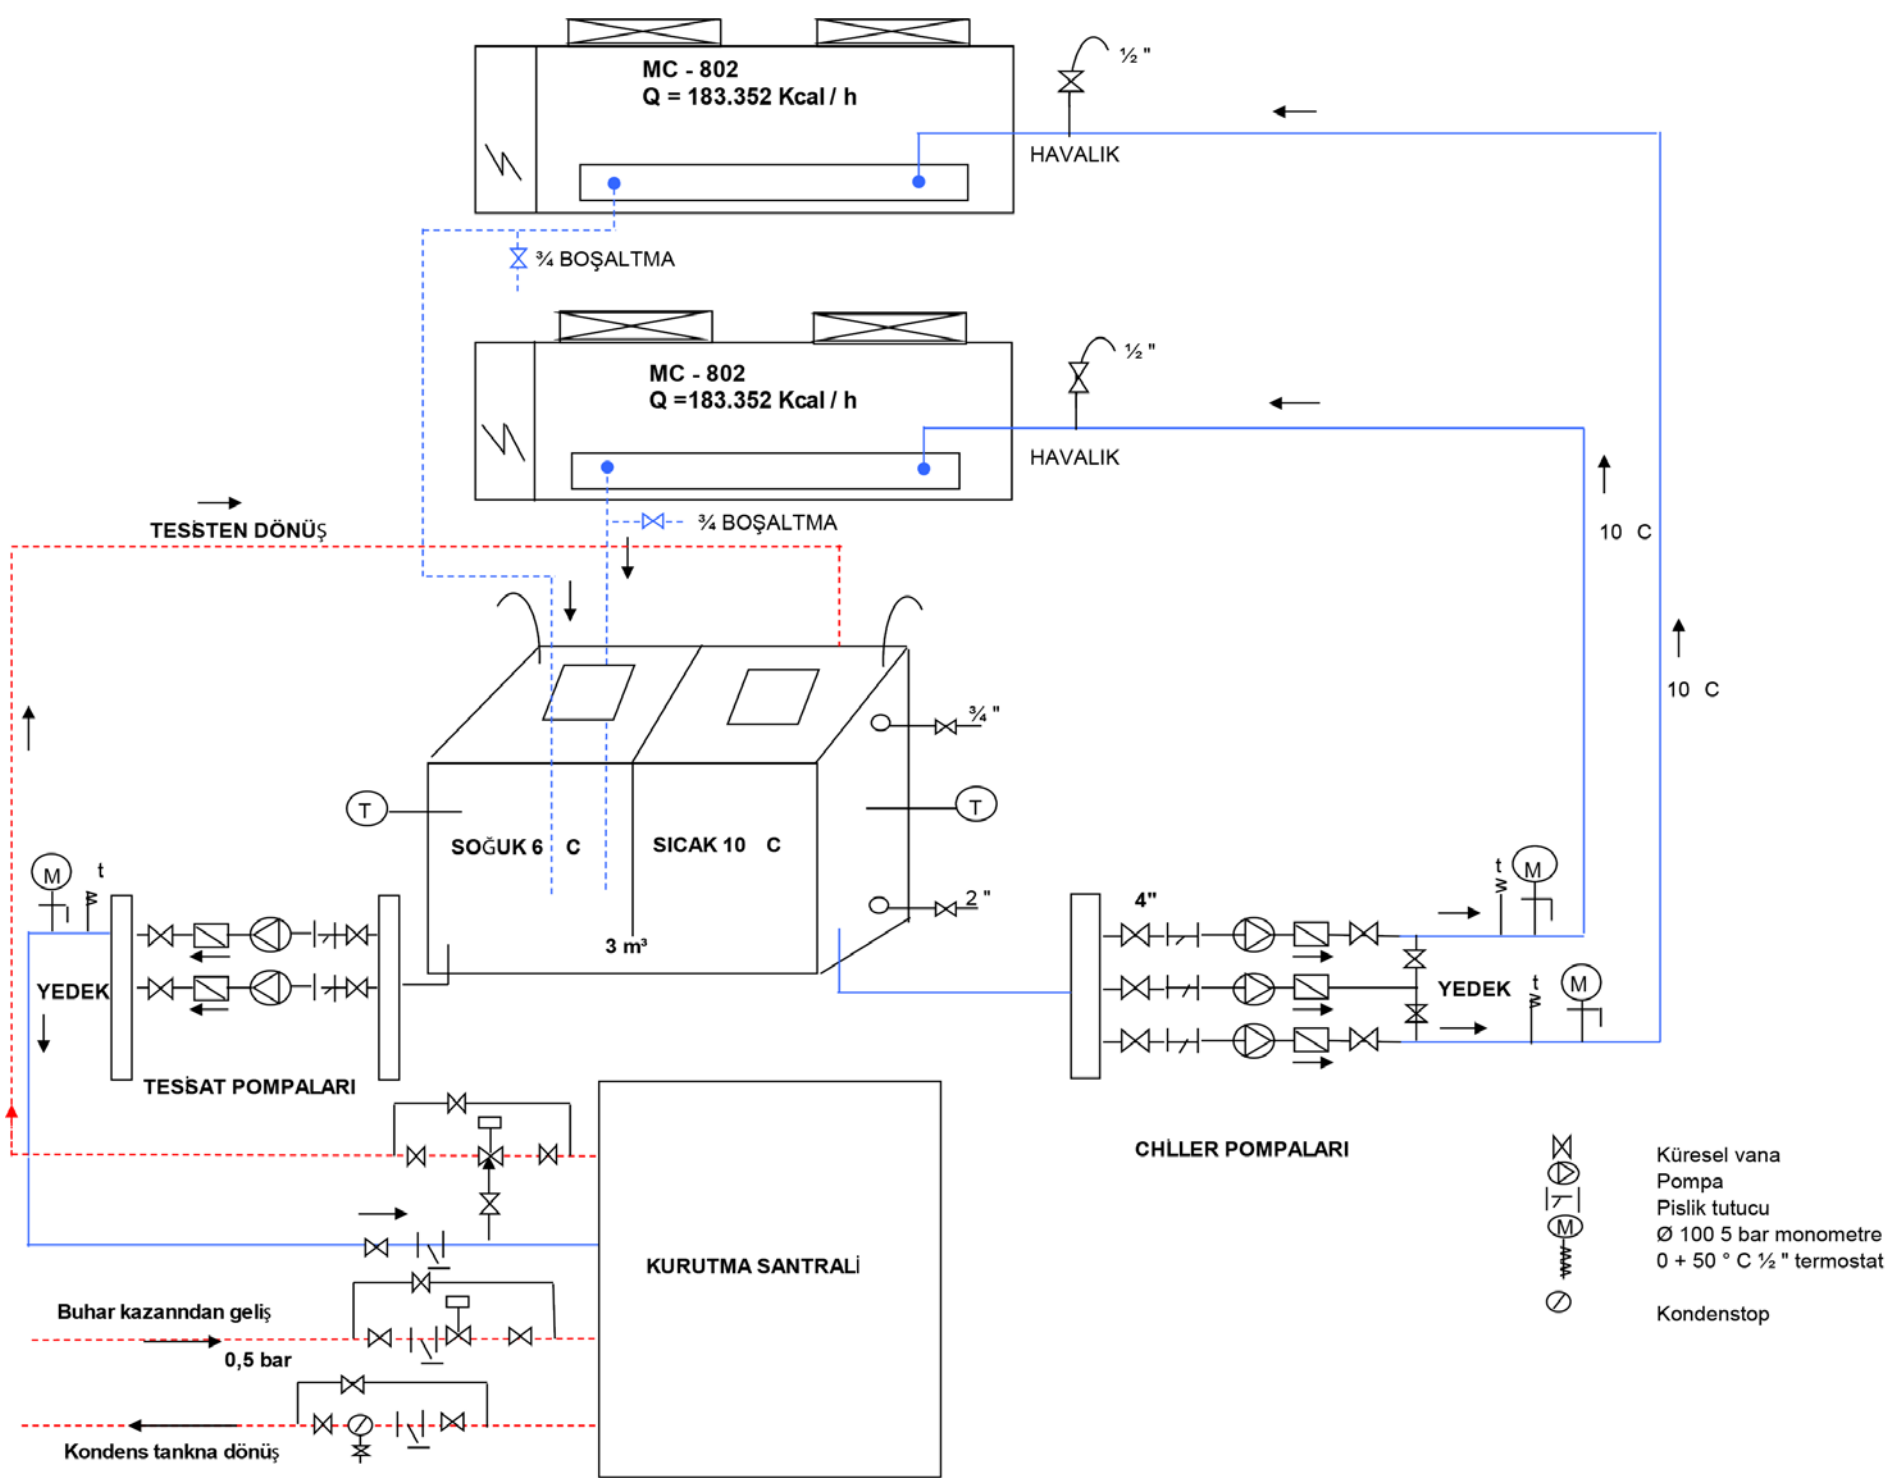 MC - 802
Q = 183.352 Kcal / h
½ "
HAVALIK
¾ BOŞALTMA
MC - 802
Q =183.352 Kcal / h
½ "
HAVALIK
¾ BOŞALTMA
TESİSTEN DÖNÜŞ
10 C
10 C
¾ "
T
T
SOĞUK 6 C
SICAK 10 C
2 "
3 m³
M
t
YEDEK
TESİSAT POMPALARI
4"
t
M
YEDEK
t
M
CHİLLER POMPALARI
KURUTMA SANTRALİ
Buhar kazanndan geliş
0,5 bar
Kondens tankna dönüş
Küresel vana
Pompa
Pislik tutucu
M
Ø 100 5 bar monometre
0 + 50 ° C ½ " termostat
Kondenstop